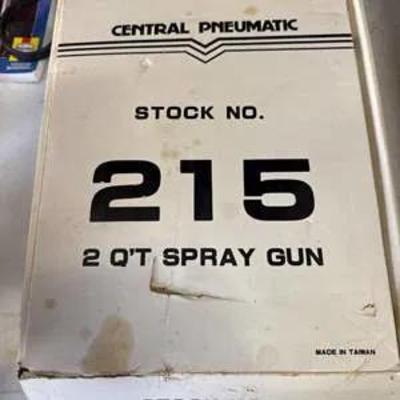 CENTRAL PNEUMATIC
STOCK NO.
215
2 Q'T SPRAY GUN
MADE IN TAIWAN